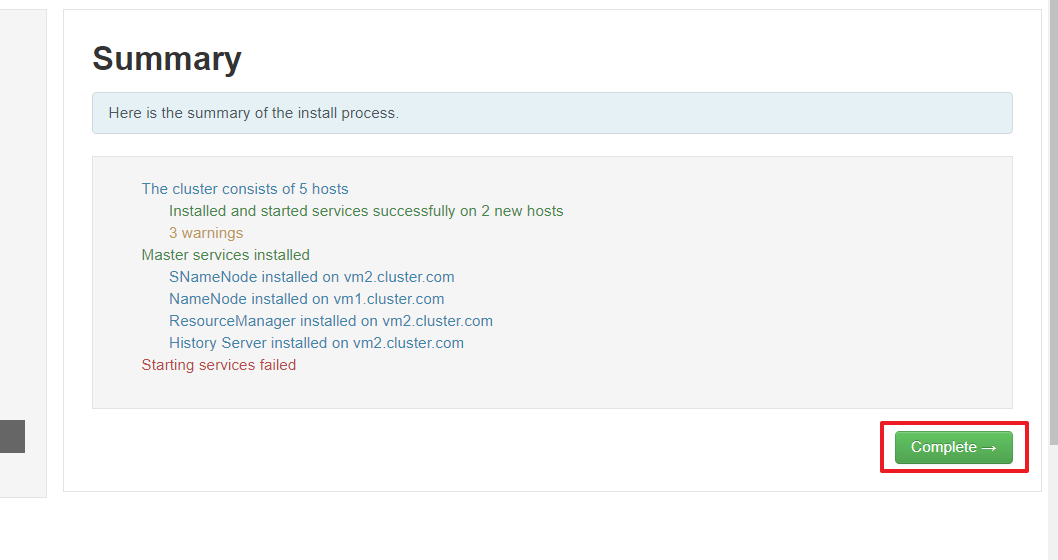 Summary
Here is the summary of the install process.
The cluster consists of 5 hosts
Installed and started services successfully on 2 new hosts
3 warnings
Master services installed
SNameNode installed on vm2.cluster.com
NameNode installed on vm1.cluster.com
ResourceManager installed on vm2.cluster.com
History Server installed on vm2.cluster.com
Starting services failed
Complete →